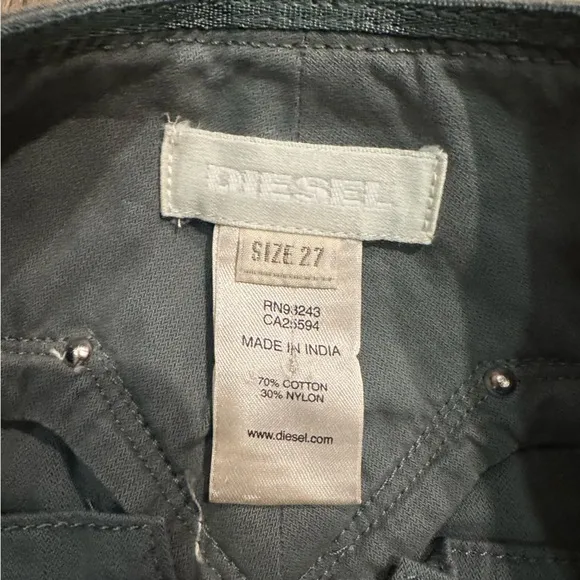 DIESEL
SIZE 27
RN93243
CA25594
MADE IN INDIA
70% COTTON
30% NYLON
www.diesel.com